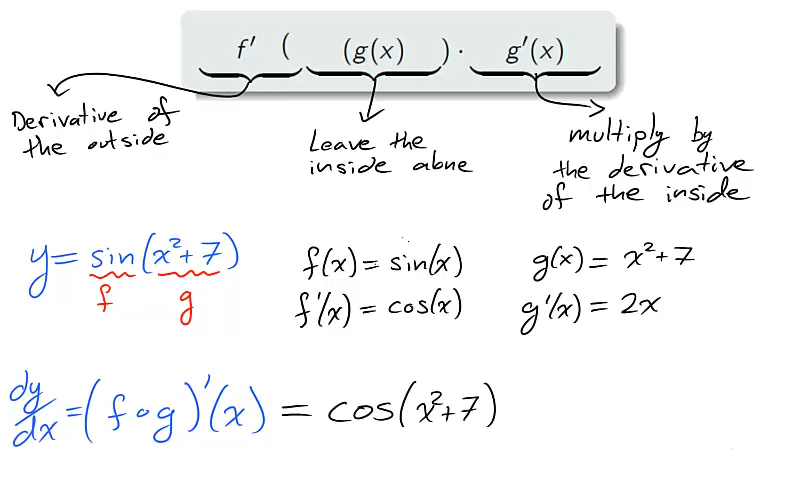 f′ ( (g(x) ) · g′(x)
Derivative of
the outside
Leave the
inside alone
multiply by
the derivative
of the inside
y = sin(x²+7)
f g
f(x) = sin(x)
f′(x) = cos(x)
g(x) = x²+7
g′(x) = 2x
dy/dx = (f∘g)′(x) = cos(x²+7)